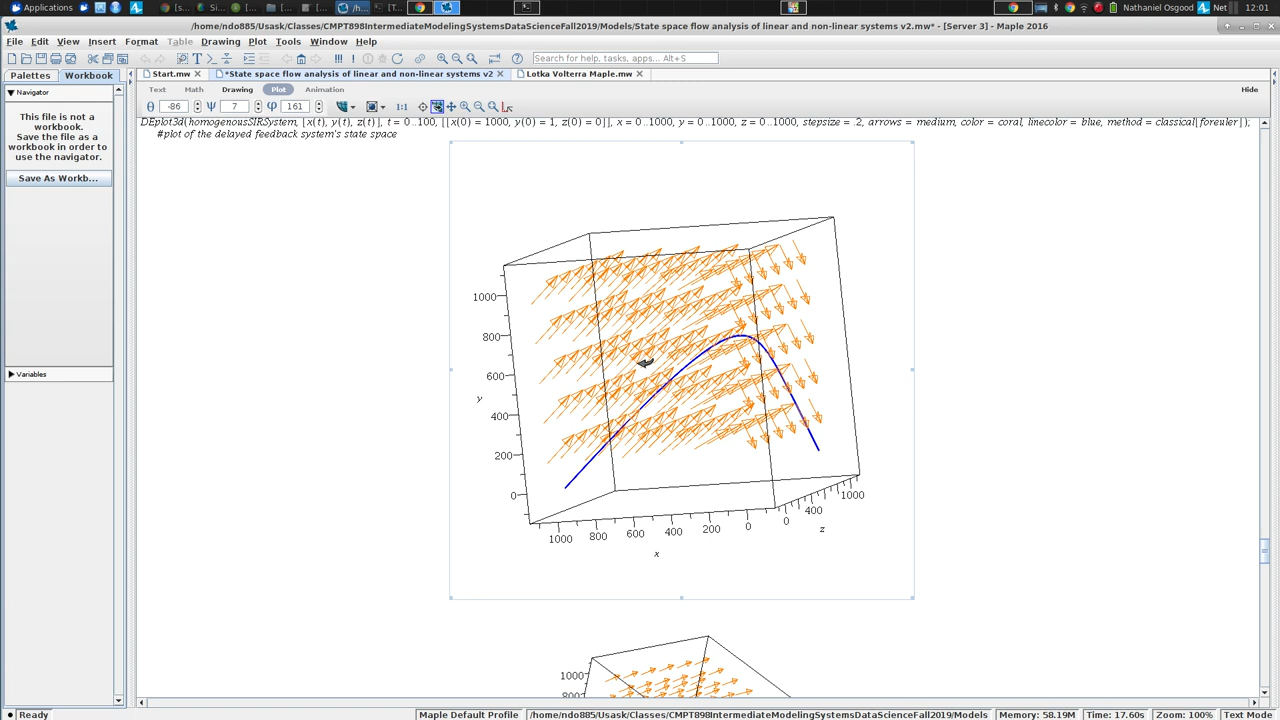 Applications
[s...
Sil...
[...
/h...
[T...
Net
Nathaniel Osgood
12:01
/home/ndo885/Usask/Classes/CMPT898IntermediateModelingSystemsDataScienceFall2019/Models/State space flow analysis of linear and non-linear systems v2.mw* - [Server 3] - Maple 2016
File Edit View Insert Format Table Drawing Plot Tools Window Help
Search for help, tasks, apps... Alt+S
Palettes Workbook
Start.mw *State space flow analysis of linear and non-linear systems v2 Lotka Volterra Maple.mw
Text Math Drawing Plot Animation Hide
θ -86 ψ 7 φ 161 1:1
Navigator
This file is not a
workbook.
Save the file as a
workbook in order to
use the navigator.
Save As Workb...
Variables
DEplot3d(homogenousSIRSystem, [x(t), y(t), z(t)], t = 0..100, [[x(0) = 1000, y(0) = 1, z(0) = 0]], x = 0..1000, y = 0..1000, z = 0..1000, stepsize = .2, arrows = medium, color = coral, linecolor = blue, method = classical[foreuler]);
#plot of the delayed feedback system's state space
1000
800
600
y
400
200
0
1000 800 600 400 200 0
x
0 400 1000
z
1000
800
Ready
Maple Default Profile /home/ndo885/Usask/Classes/CMPT898IntermediateModelingSystemsDataScienceFall2019/Models Memory: 58.19M Time: 17.60s Zoom: 100% Text Mode